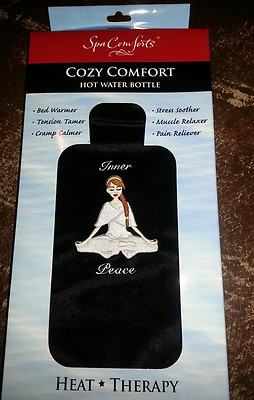 Spa Comforts
COZY COMFORT
HOT WATER BOTTLE
• Bed Warmer
• Tension Tamer
• Cramp Calmer
• Stress Soother
• Muscle Relaxer
• Pain Reliever
Inner
Peace
HEAT ★ THERAPY